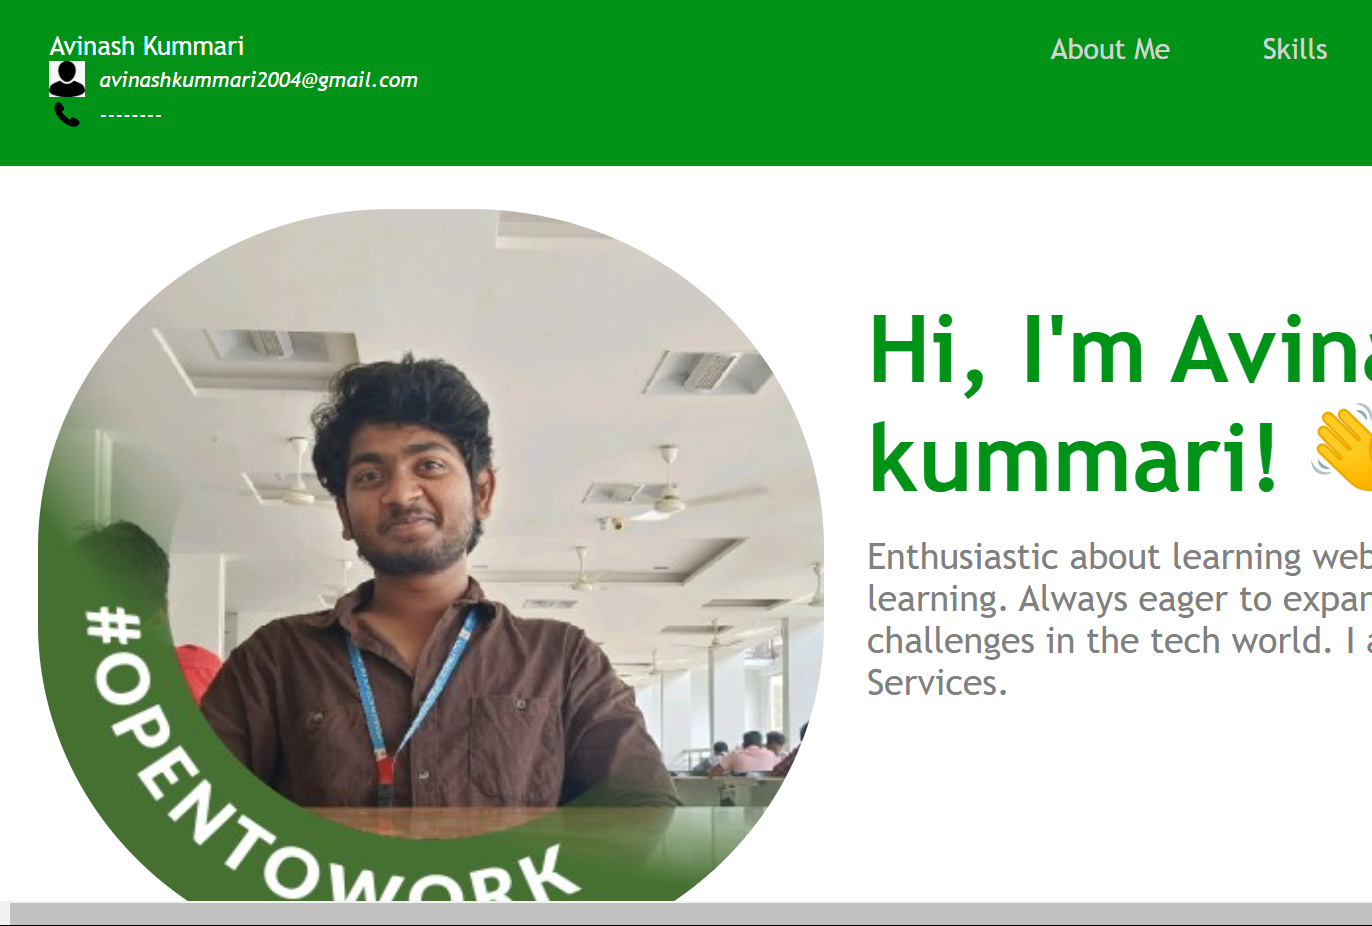 Avinash Kummari
About Me
Skills
avinashkummari2004@gmail.com
--------
Hi, I'm Avina
kummari! 👋
Enthusiastic about learning web
learning. Always eager to expan
challenges in the tech world. I a
Services.
#OPENTOWORK